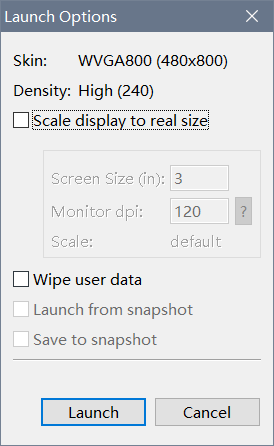 Launch Options
Skin: WVGA800 (480x800)
Density: High (240)
Scale display to real size
Screen Size (in): 3
Monitor dpi: 120 ?
Scale: default
Wipe user data
Launch from snapshot
Save to snapshot
Launch Cancel